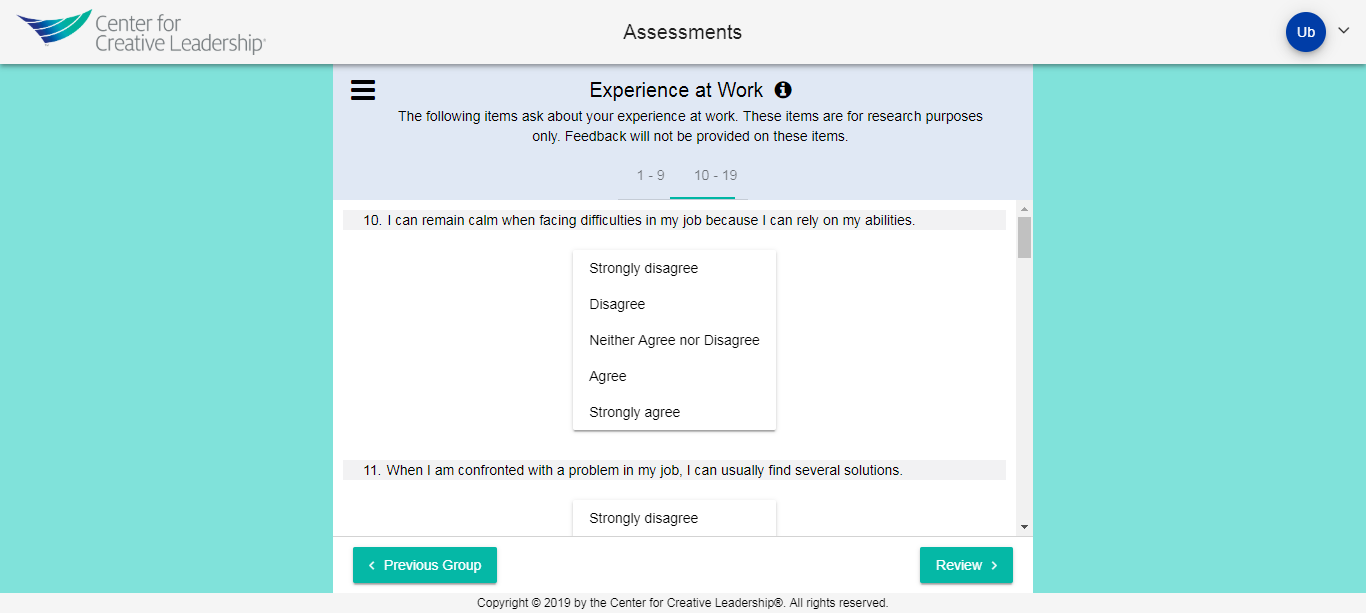 Center for
Creative Leadership®
Assessments
Ub
Experience at Work
The following items ask about your experience at work. These items are for research purposes
only. Feedback will not be provided on these items.
1 - 9
10 - 19
10. I can remain calm when facing difficulties in my job because I can rely on my abilities.
Strongly disagree
Disagree
Neither Agree nor Disagree
Agree
Strongly agree
11. When I am confronted with a problem in my job, I can usually find several solutions.
Strongly disagree
Previous Group
Review
Copyright © 2019 by the Center for Creative Leadership®. All rights reserved.